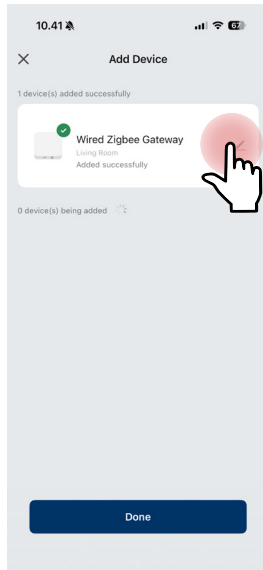 10.41
67
Add Device
1 device(s) added successfully
Wired Zigbee Gateway
Living Room
Added successfully
0 device(s) being added
Done